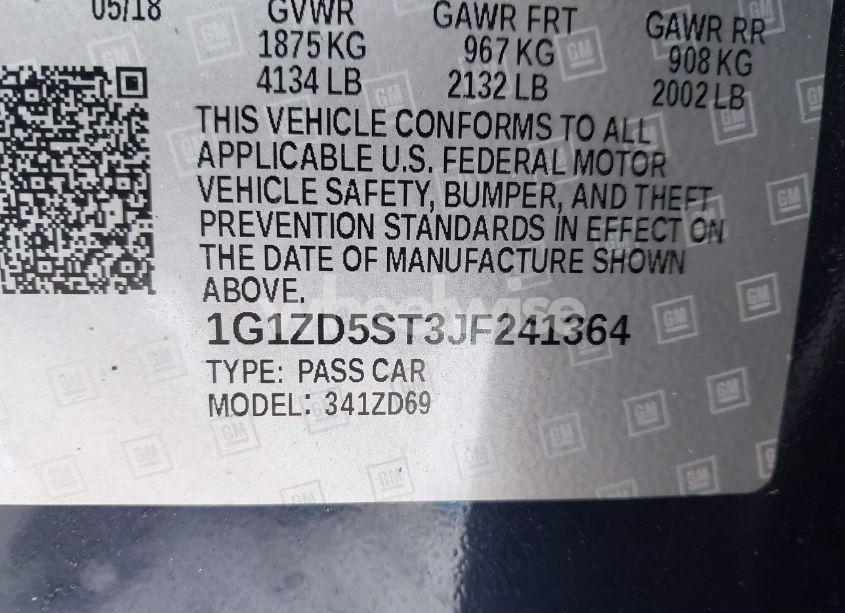 05/18
GVWR
GAWR FRT
GAWR RR
1875 KG
967 KG
908 KG
4134 LB
2132 LB
2002 LB
THIS VEHICLE CONFORMS TO ALL
APPLICABLE U.S. FEDERAL MOTOR
VEHICLE SAFETY, BUMPER, AND THEFT
PREVENTION STANDARDS IN EFFECT ON
THE DATE OF MANUFACTURE SHOWN
ABOVE.
1G1ZD5ST3JF241364
TYPE: PASS CAR
MODEL: 341ZD69
GM